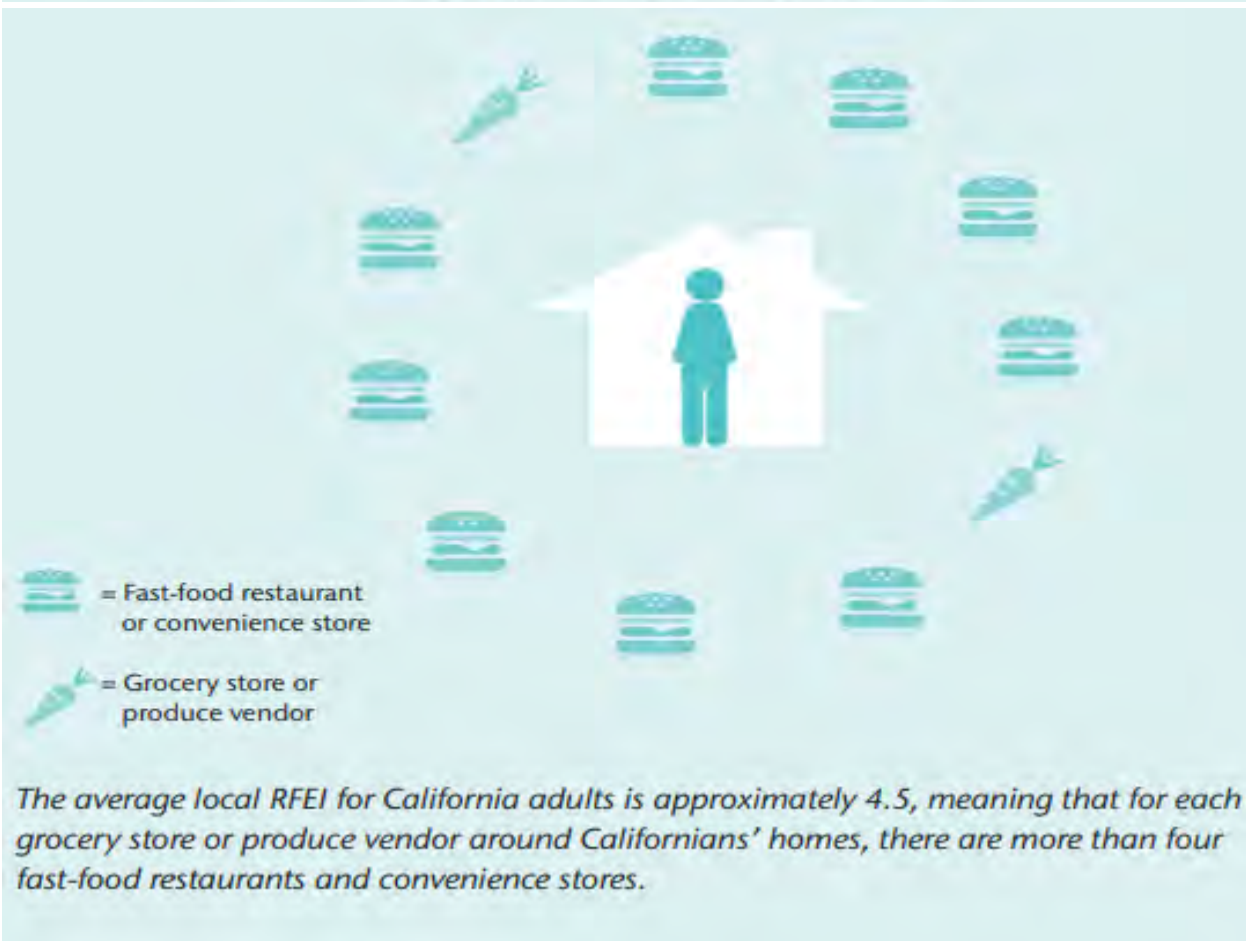 = Fast-food restaurant
or convenience store
= Grocery store or
produce vendor
The average local RFEI for California adults is approximately 4.5, meaning that for each
grocery store or produce vendor around Californians’ homes, there are more than four
fast-food restaurants and convenience stores.